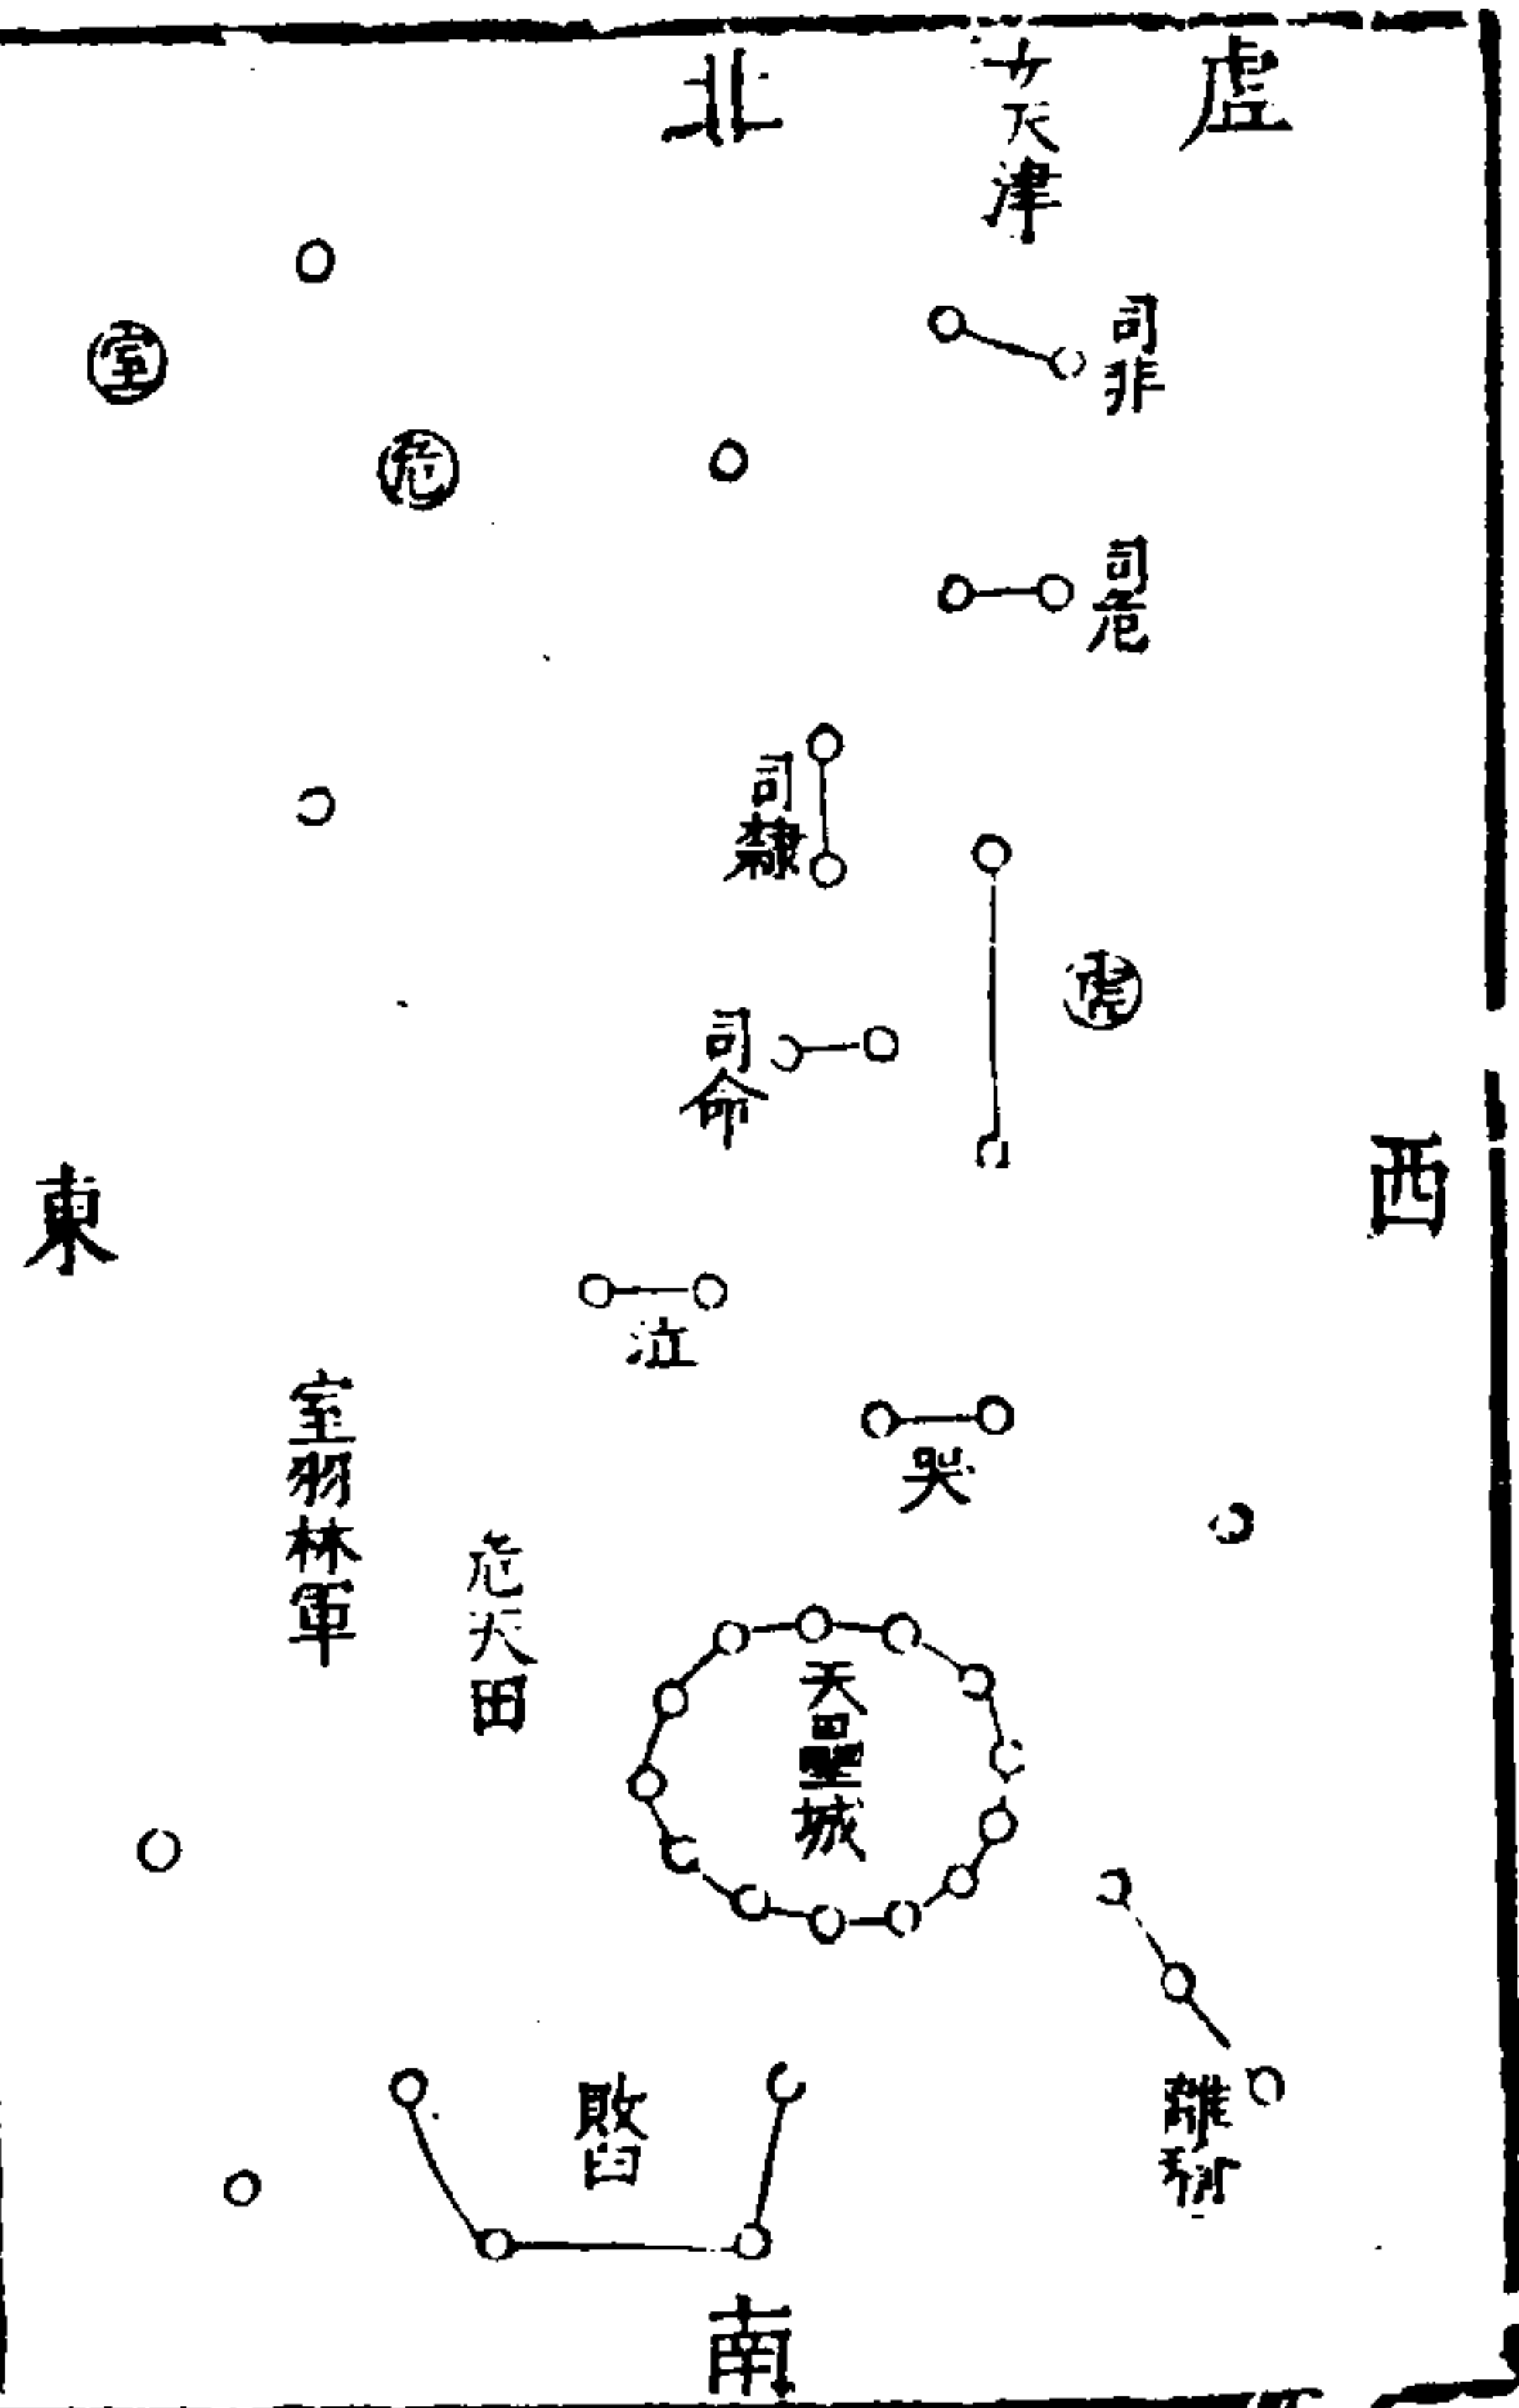 虛
北
女天津
司非
室
危
司危
司祿
虛
司命
東
西
泣
哭
室羽林軍
危天田
天壘城
敗臼
離
南